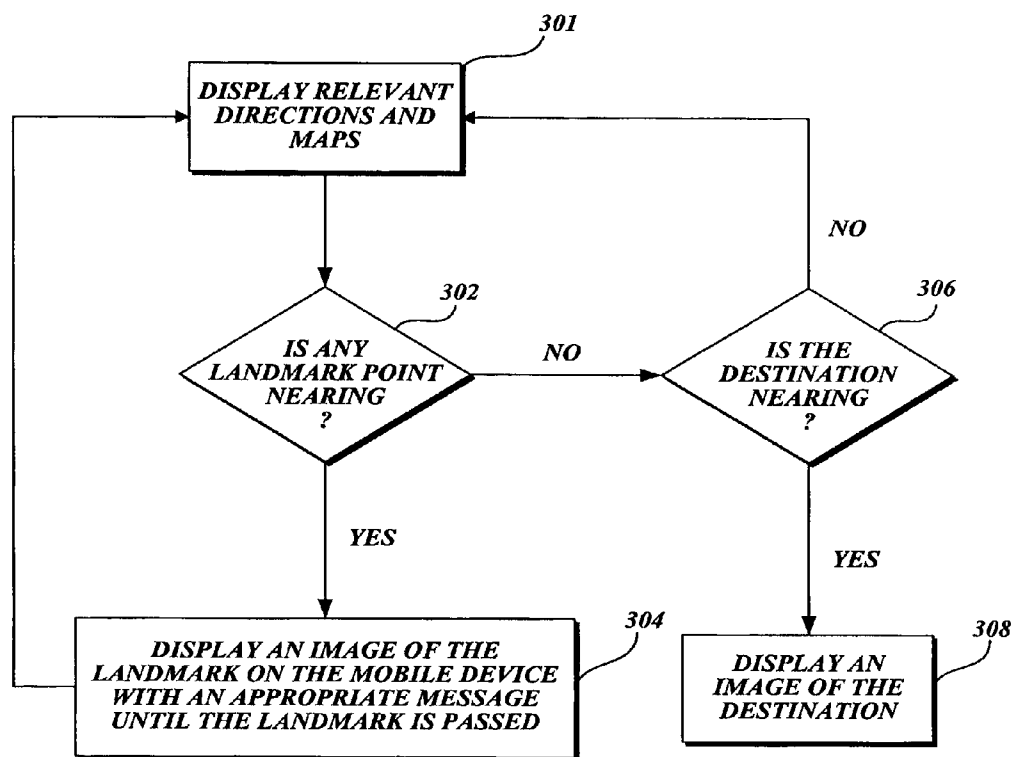 301
DISPLAY RELEVANT
DIRECTIONS AND
MAPS
NO
302
306
IS ANY
LANDMARK POINT
NEARING
?
NO
IS THE
DESTINATION
NEARING
?
YES
YES
304
308
DISPLAY AN IMAGE OF THE
LANDMARK ON THE MOBILE DEVICE
WITH AN APPROPRIATE MESSAGE
UNTIL THE LANDMARK IS PASSED
DISPLAY AN
IMAGE OF THE
DESTINATION